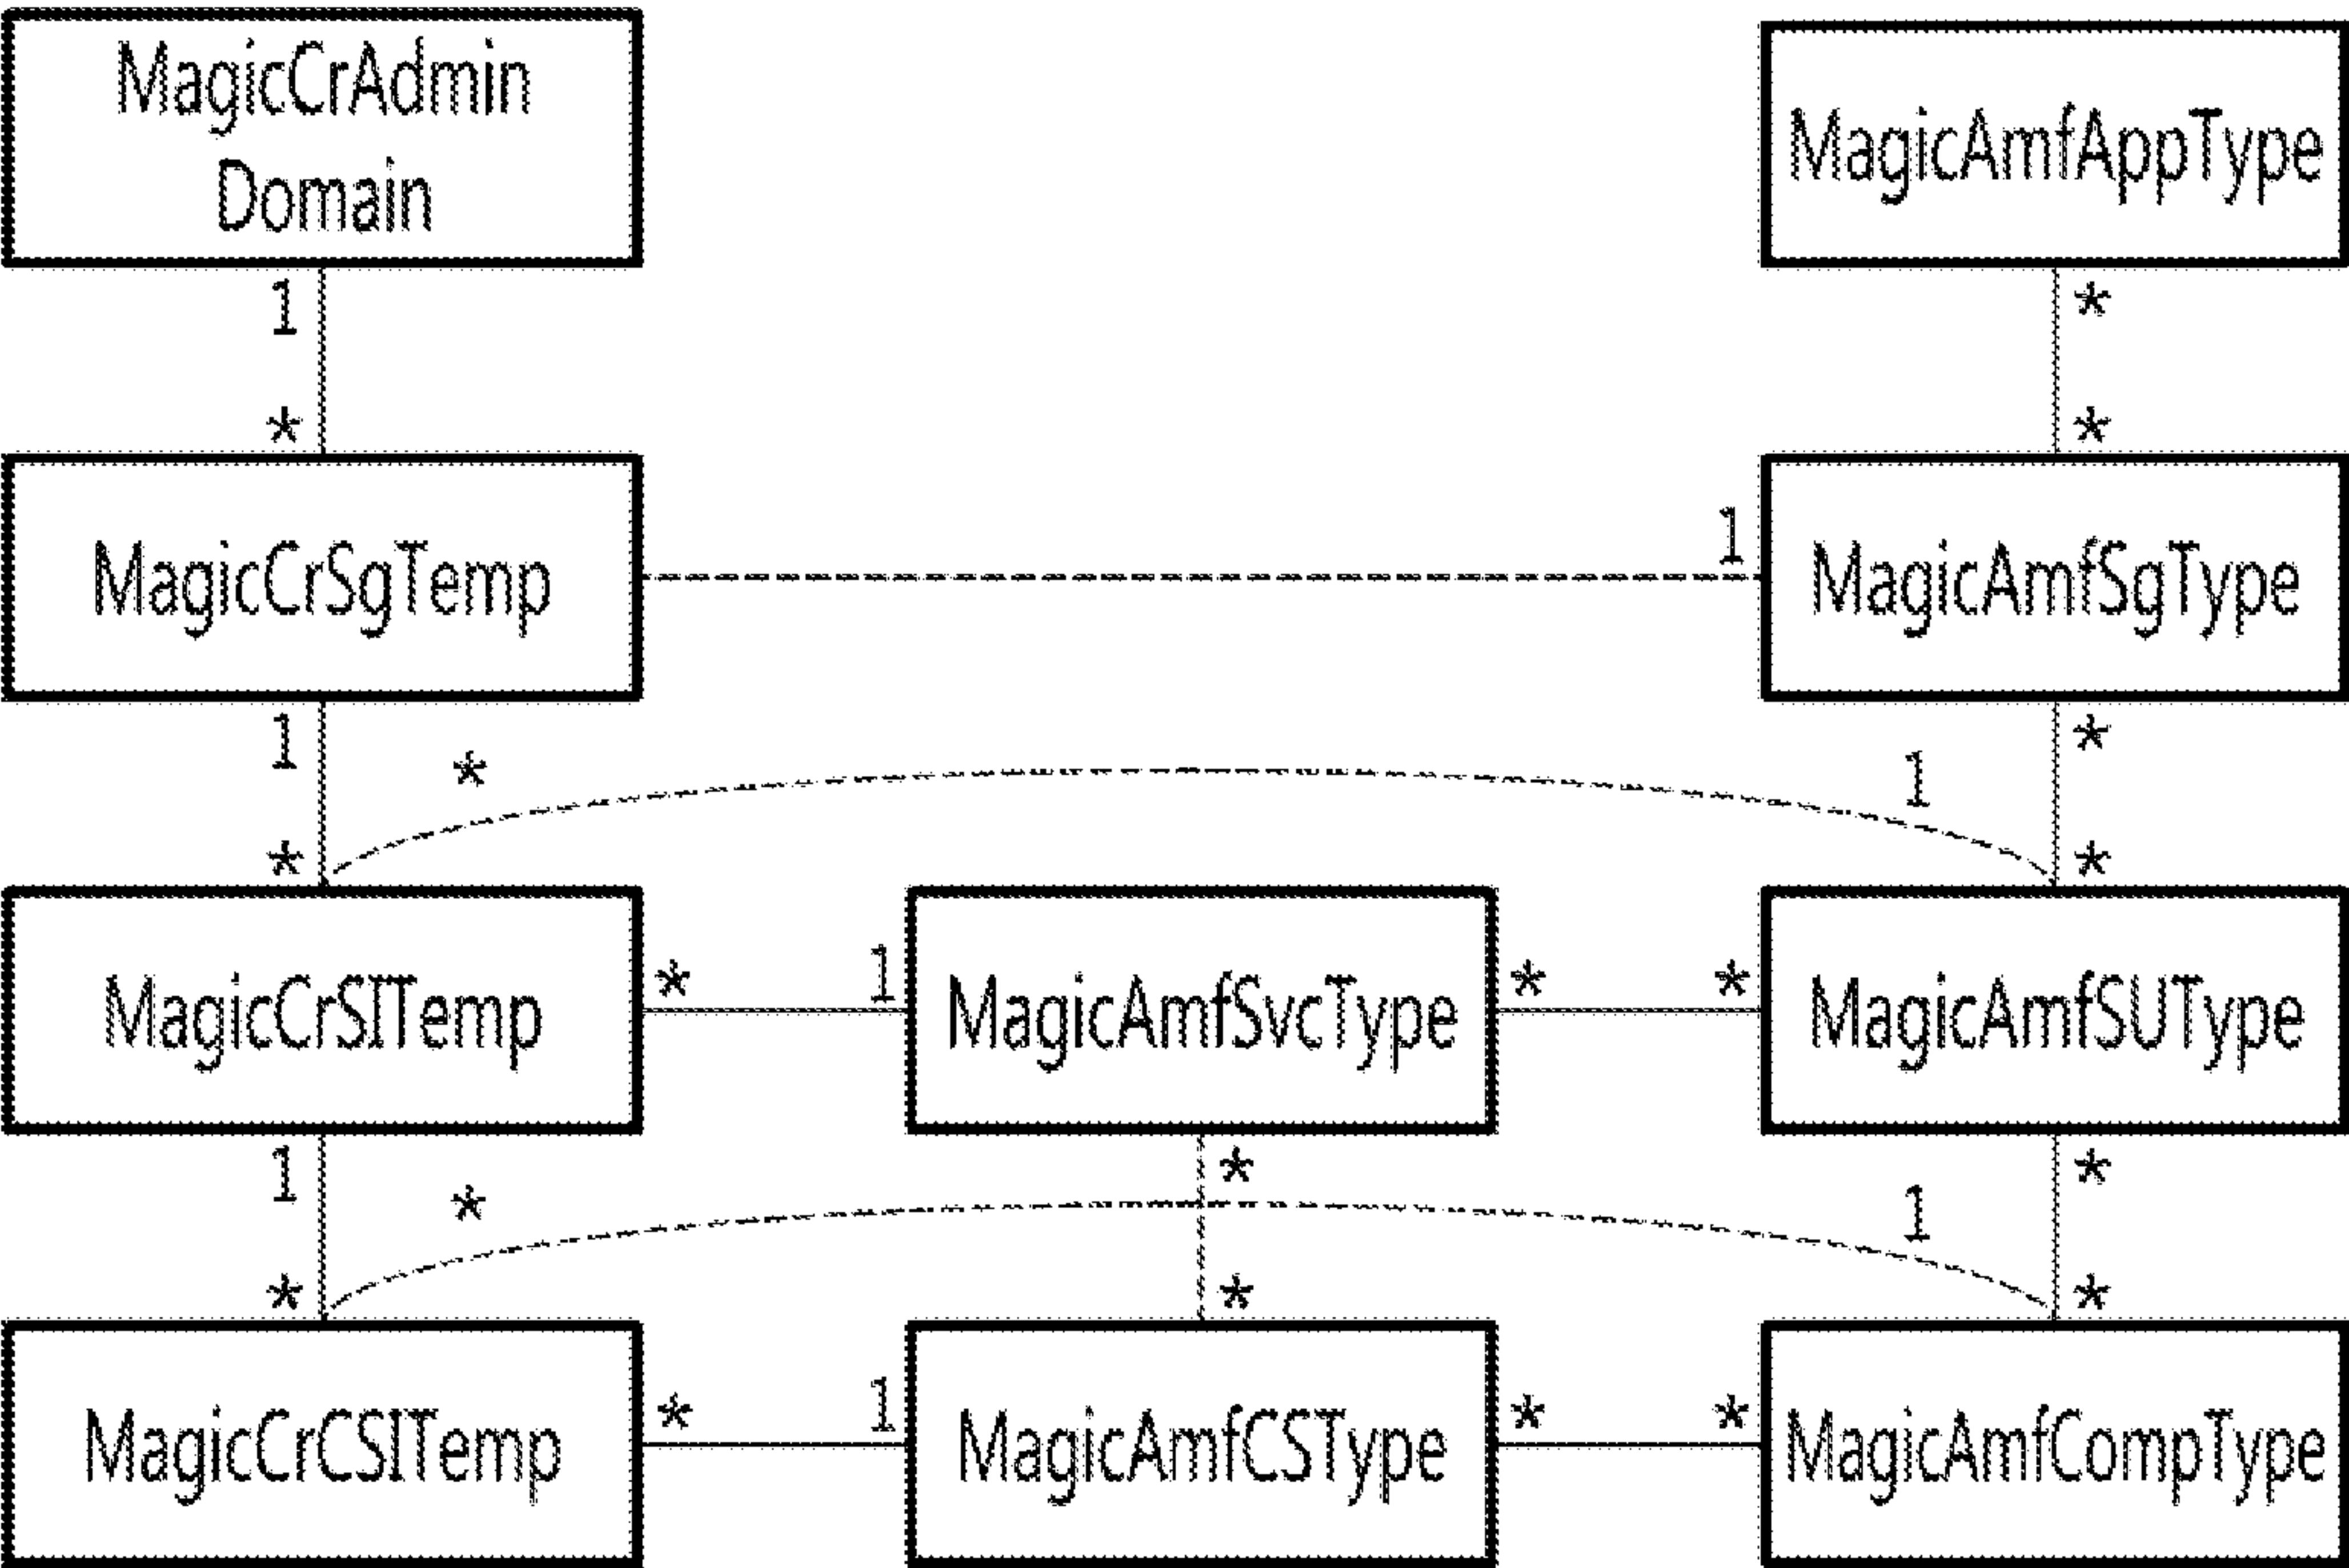 MagicCrAdmin
Domain
MagicAmfAppType
1
*
*
*
MagicCrSgTemp
1
MagicAmfSgType
1
*
*
1
*
*
*
MagicCrSITemp
*
1
MagicAmfSvcType
*
*
MagicAmfSUType
1
*
*
*
1
*
*
*
MagicCrCSITemp
*
1
MagicAmfCSType
*
*
MagicAmfCompType